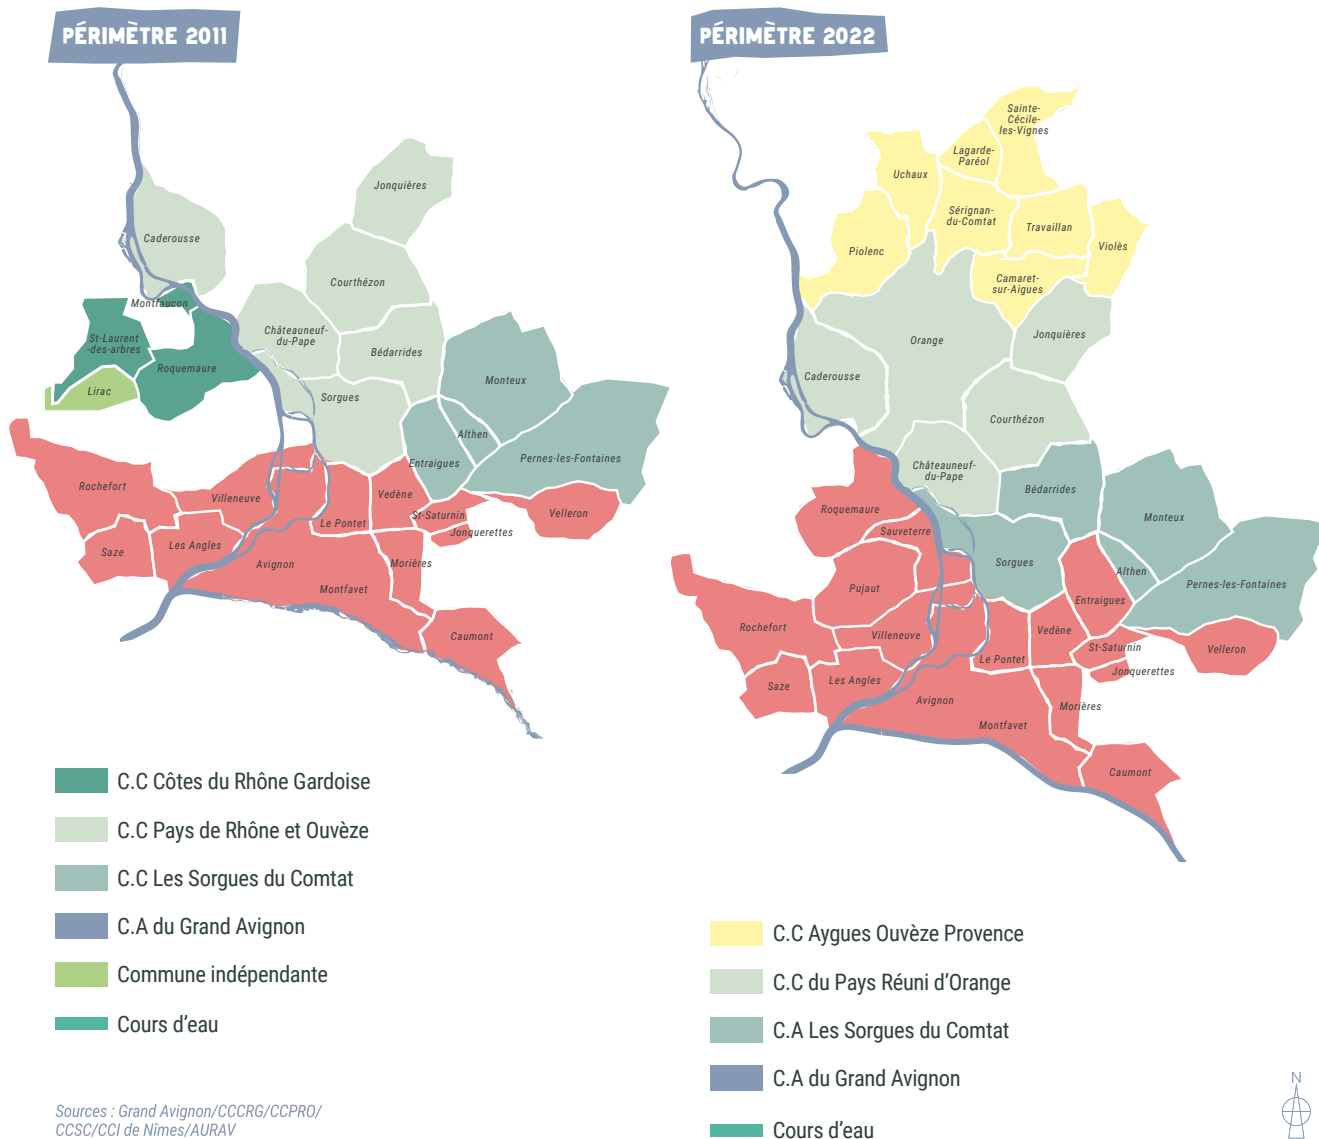 PÉRIMÈTRE 2011
Jonquières
Caderousse
Courthézon
Montfaucon
Châteauneuf-
du-Pape
St-Laurent
-des-arbres
Bédarrides
Roquemaure
Monteux
Lirac
Sorgues
Althen
Entraigues
Pernes-les-Fontaines
Rochefort
Villeneuve
Vedène
St-Saturnin
Velleron
Le Pontet
Jonquerettes
Les Angles
Saze
Avignon
Morières
Montfavet
Caumont
C.C Côtes du Rhône Gardoise
C.C Pays de Rhône et Ouvèze
C.C Les Sorgues du Comtat
C.A du Grand Avignon
Commune indépendante
Cours d'eau
Sources : Grand Avignon/CCCRG/CCPRO/
CCSC/CCI de Nîmes/AURAV
PÉRIMÈTRE 2022
Sainte-
Cécile-
les-Vignes
Lagarde-
Paréol
Uchaux
Sérignan-
du-Comtat
Travaillan
Violès
Piolenc
Camaret-
sur-Aigues
Jonquières
Orange
Caderousse
Courthézon
Châteauneuf-
du-Pape
Bédarrides
Roquemaure
Monteux
Sauveterre
Sorgues
Althen
Pujaut
Pernes-les-Fontaines
Entraigues
Rochefort
Villeneuve
Vedène
St-Saturnin
Velleron
Le Pontet
Jonquerettes
Les Angles
Saze
Avignon
Morières
Montfavet
Caumont
C.C Aygues Ouvèze Provence
C.C du Pays Réuni d'Orange
C.A Les Sorgues du Comtat
C.A du Grand Avignon
Cours d'eau
N